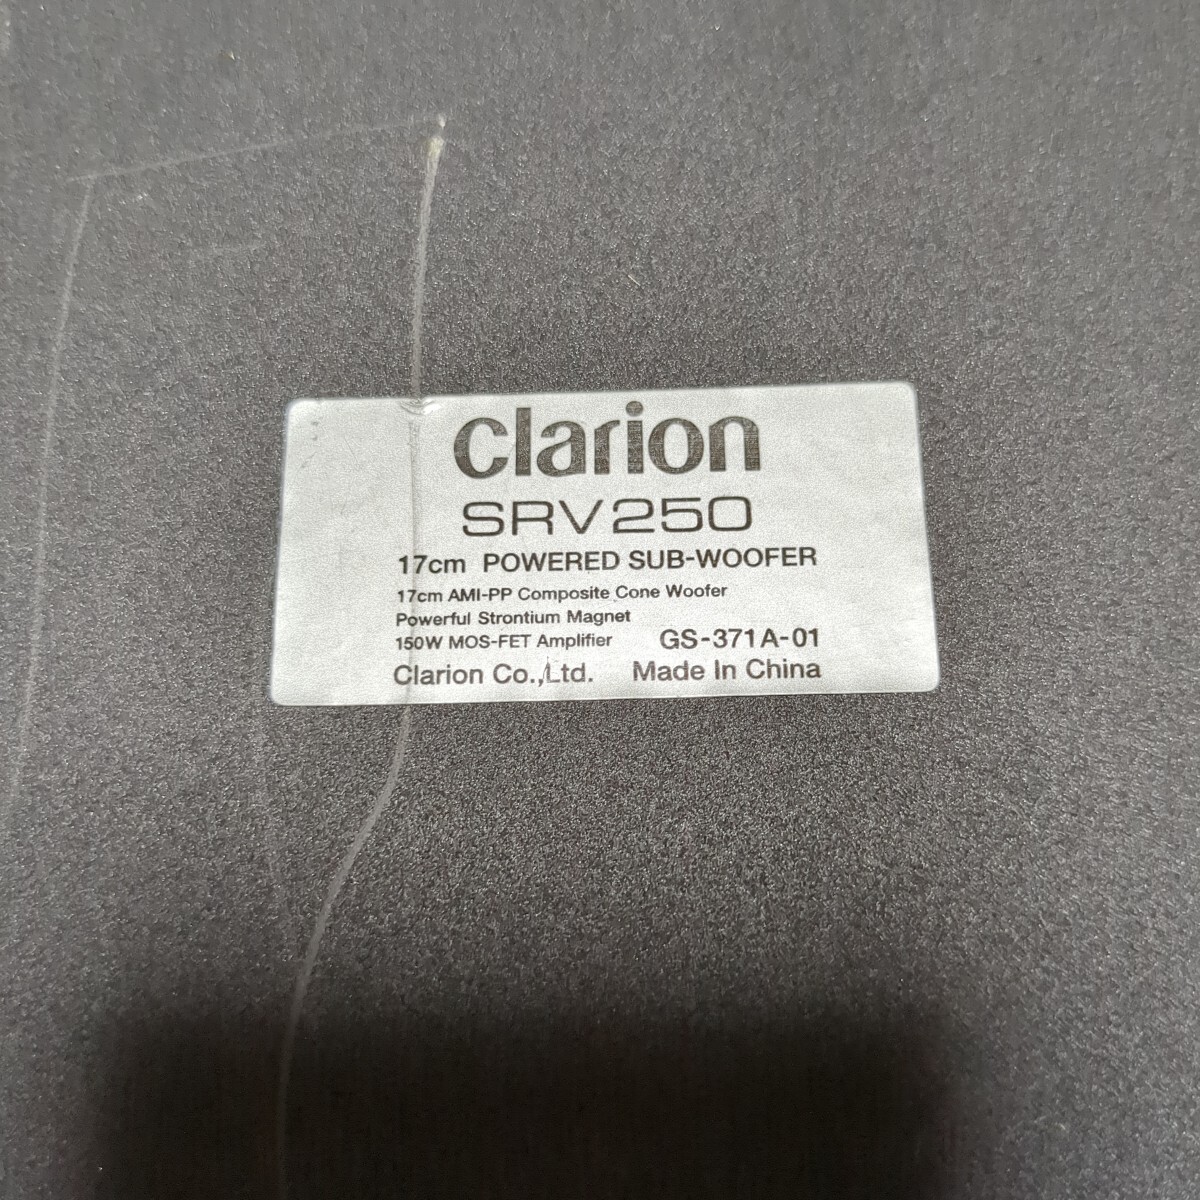 clarion
SRV250
17cm POWERED SUB-WOOFER
17cm AMI-PP Composite Cone Woofer
Powerful Strontium Magnet
150W MOS-FET Amplifier GS-371A-01
Clarion Co.,Ltd. Made In China